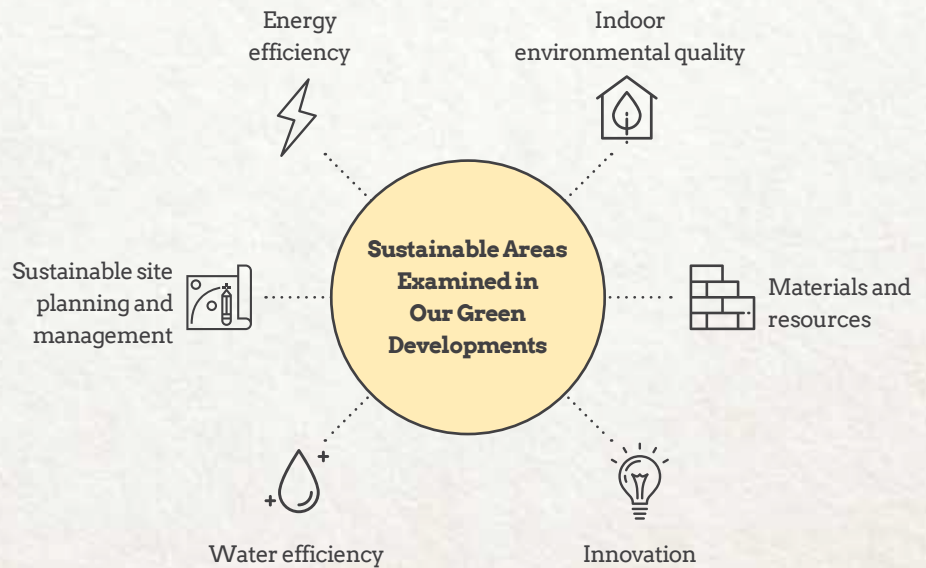 Energy
efficiency
Indoor
environmental quality
Sustainable Areas
Examined in
Our Green
Developments
Sustainable site
planning and
management
Materials and
resources
Water efficiency
Innovation